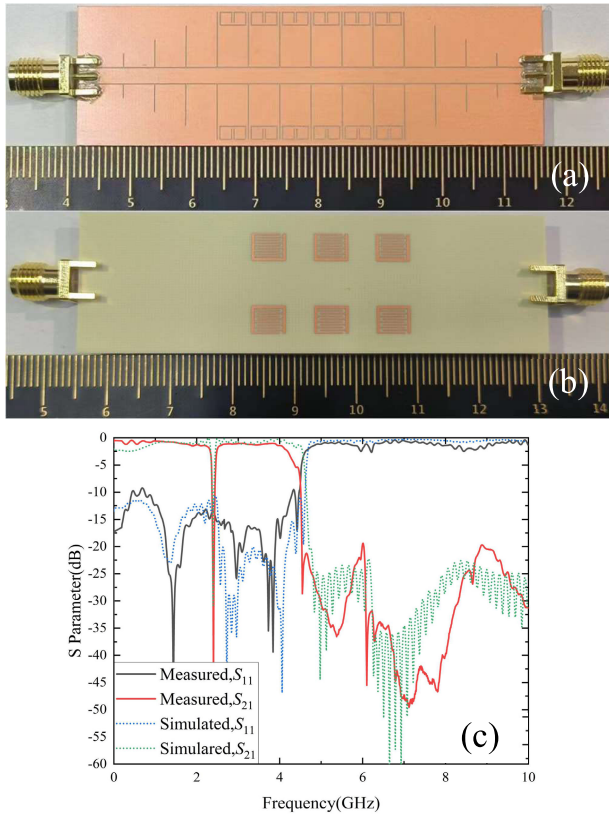 3 4 5 6 7 8 9 10 11 12
(a)
5 6 7 8 9 10 11 12 13 14
(b)
0
-5
-10
-15
-20
-25
-30
-35
-40
-45
-50
-55
-60
S Parameter(dB)
Measured,S11
Measured,S21
Simulated,S11
Simulared,S21
(c)
0 2 4 6 8 10
Frequency(GHz)